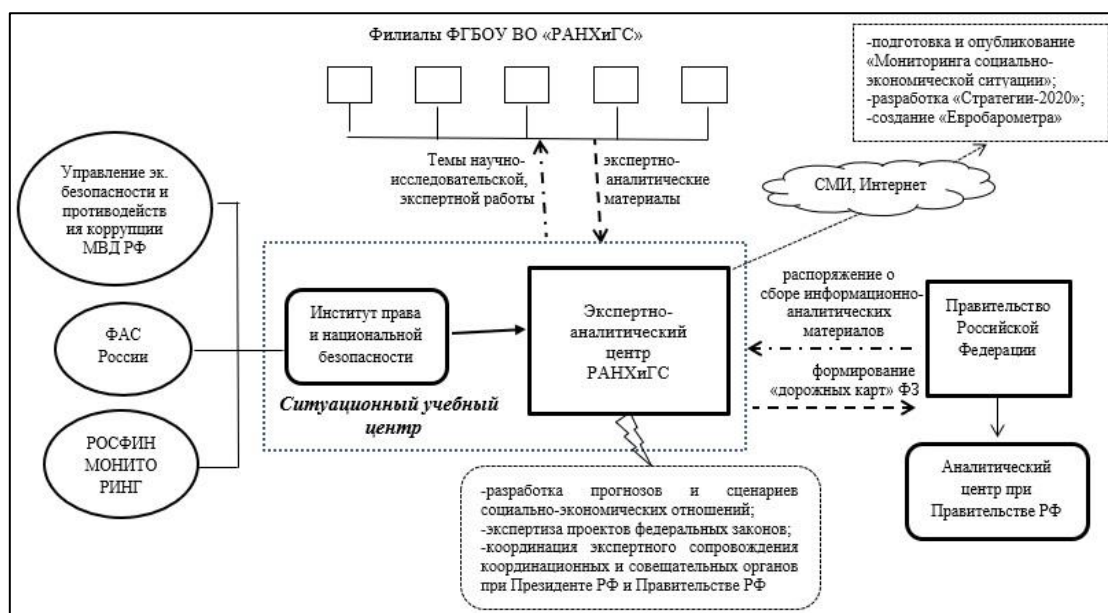 Филиалы ФГБОУ ВО «РАНХиГС»
-подготовка и опубликование
«Мониторинга социально-
экономической ситуации»;
-разработка «Стратегии-2020»;
-создание «Евробарометра»
Темы научно-
исследовательской,
экспертной работы
экспертно-
аналитические
материалы
СМИ, Интернет
Управление эк.
безопасности и
противодейств
ия коррупции
МВД РФ
ФАС
России
РОСФИН
МОНИТО
РИНГ
Институт права
и национальной
безопасности
Ситуационный учебный
центр
Экспертно-
аналитический
центр
РАНХиГС
распоряжение о
сборе информационно-
аналитических
материалов
формирование
«дорожных карт» ФЗ
Правительство
Российской
Федерации
Аналитический
центр при
Правительстве РФ
-разработка прогнозов и сценариев
социально-экономических отношений;
-экспертиза проектов федеральных законов;
-координация экспертного сопровождения
координационных и совещательных органов
при Президенте РФ и Правительстве РФ